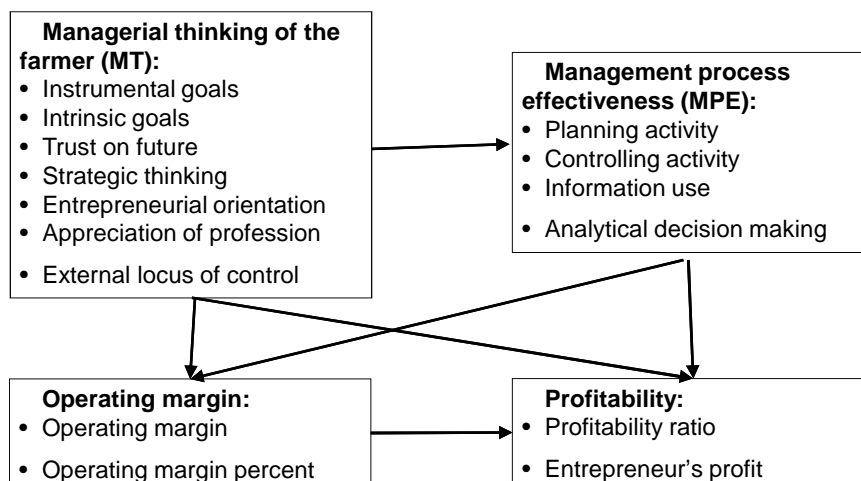 Managerial thinking of the
farmer (MT):
• Instrumental goals
• Intrinsic goals
• Trust on future
• Strategic thinking
• Entrepreneurial orientation
• Appreciation of profession
• External locus of control
Management process
effectiveness (MPE):
• Planning activity
• Controlling activity
• Information use
• Analytical decision making
Operating margin:
• Operating margin
• Operating margin percent
Profitability:
• Profitability ratio
• Entrepreneur’s profit